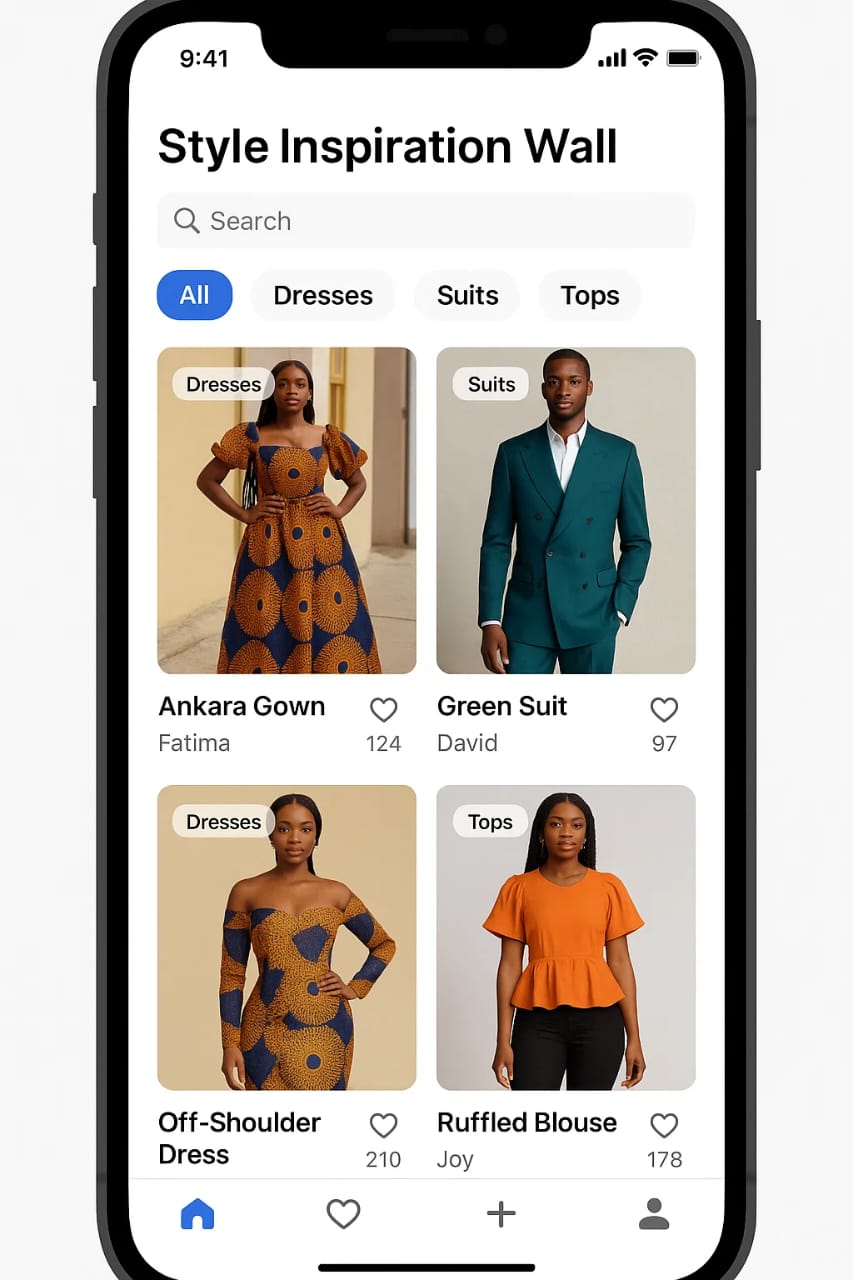 9:41
Style Inspiration Wall
Search
All Dresses Suits Tops
Dresses
Suits
Ankara Gown
Fatima
124
Green Suit
David
97
Dresses
Tops
Off-Shoulder
Dress
210
Ruffled Blouse
Joy
178